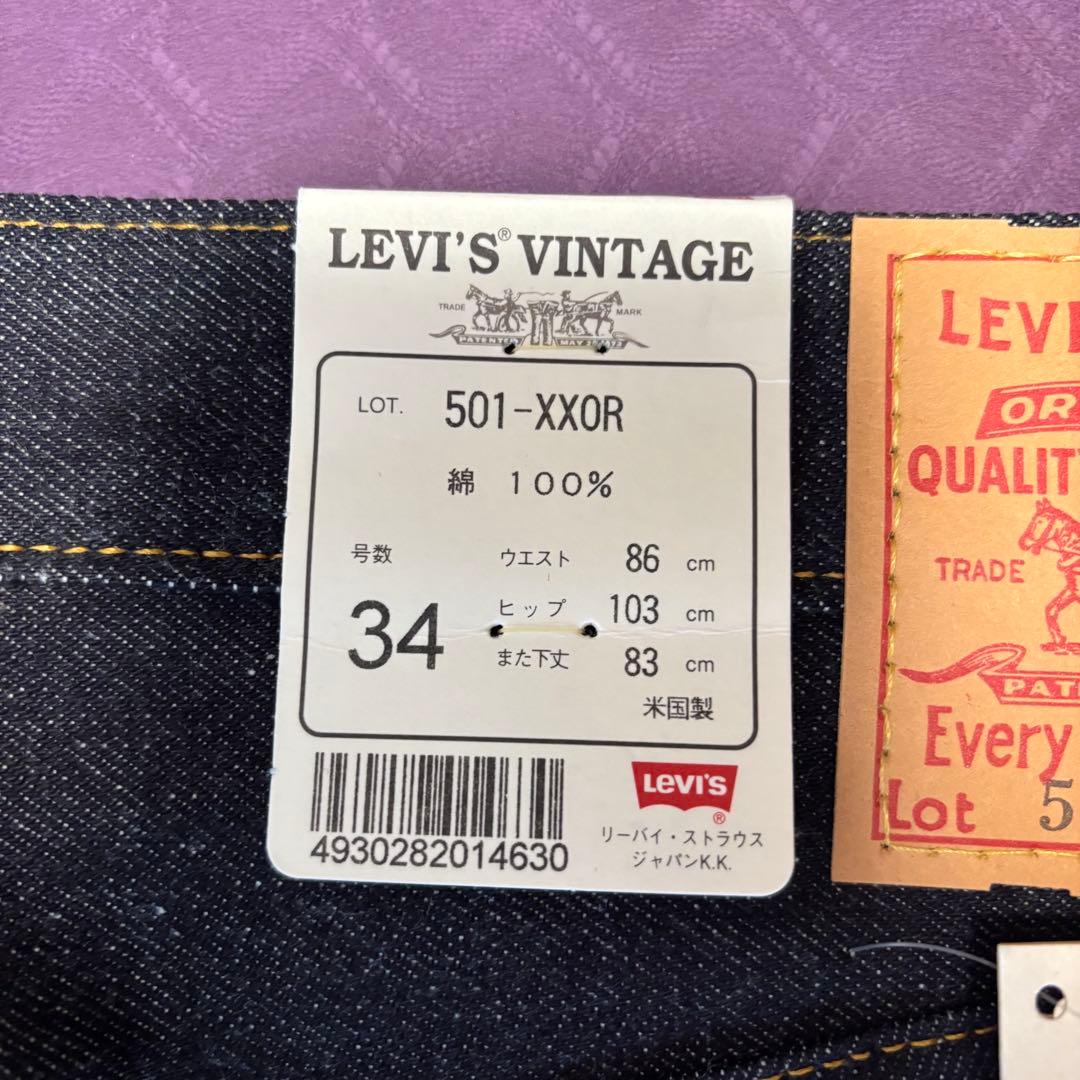 LEVI'S® VINTAGE
TRADE MARK
PATENTED MAY 20 1873
LOT. 501-XXOR
綿 100%
号数 ウエスト 86 cm
34 ヒップ 103 cm
また下丈 83 cm
米国製
4930282014630
LEVI'S ®
リーバイ・ストラウス
ジャパンK.K.
LEVI
OR
QUALITY
TRADE
PAT
Every
Lot 5